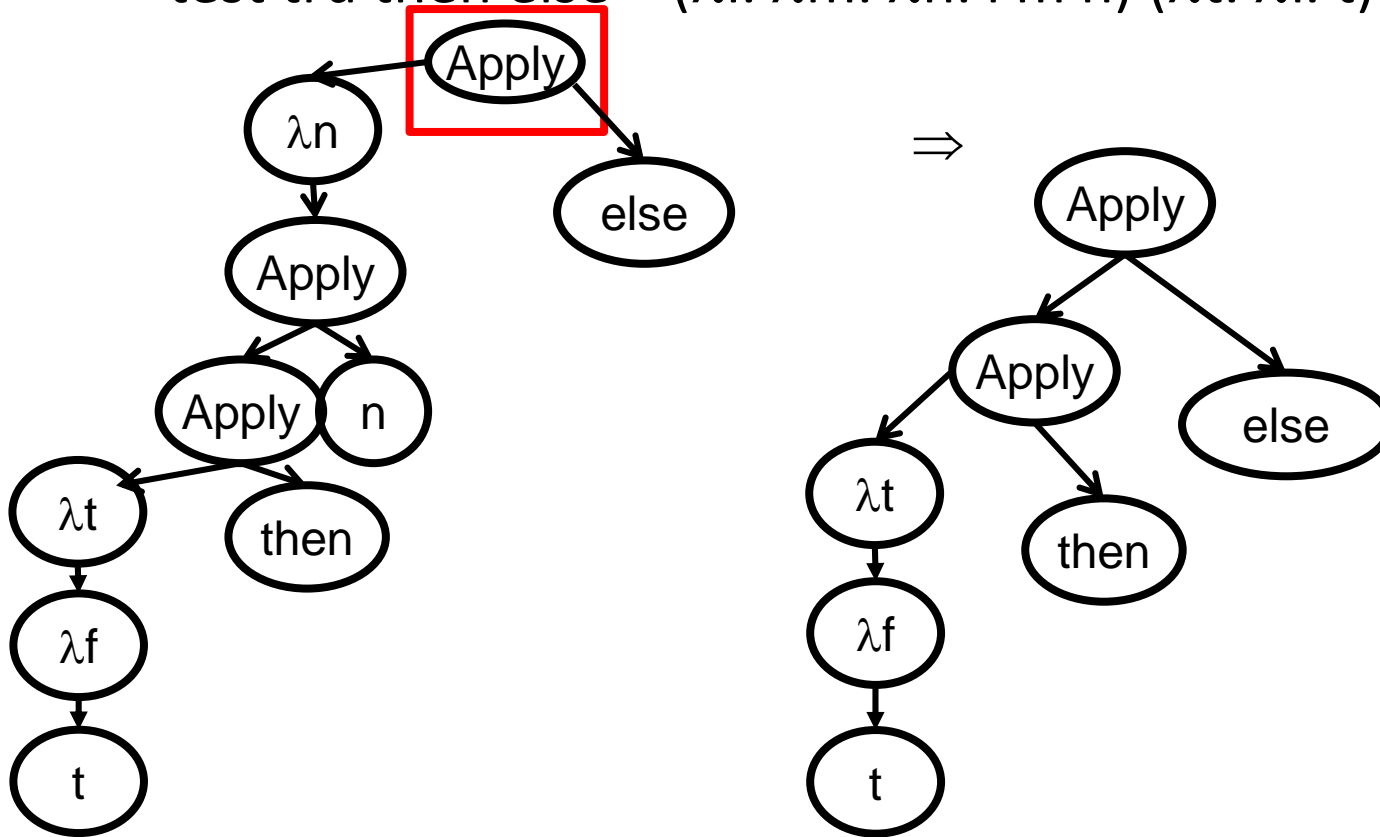 Apply
λn
⇒
else
Apply
Apply
Apply
Apply n
else
λt
then
λt
then
λf
λf
t
t